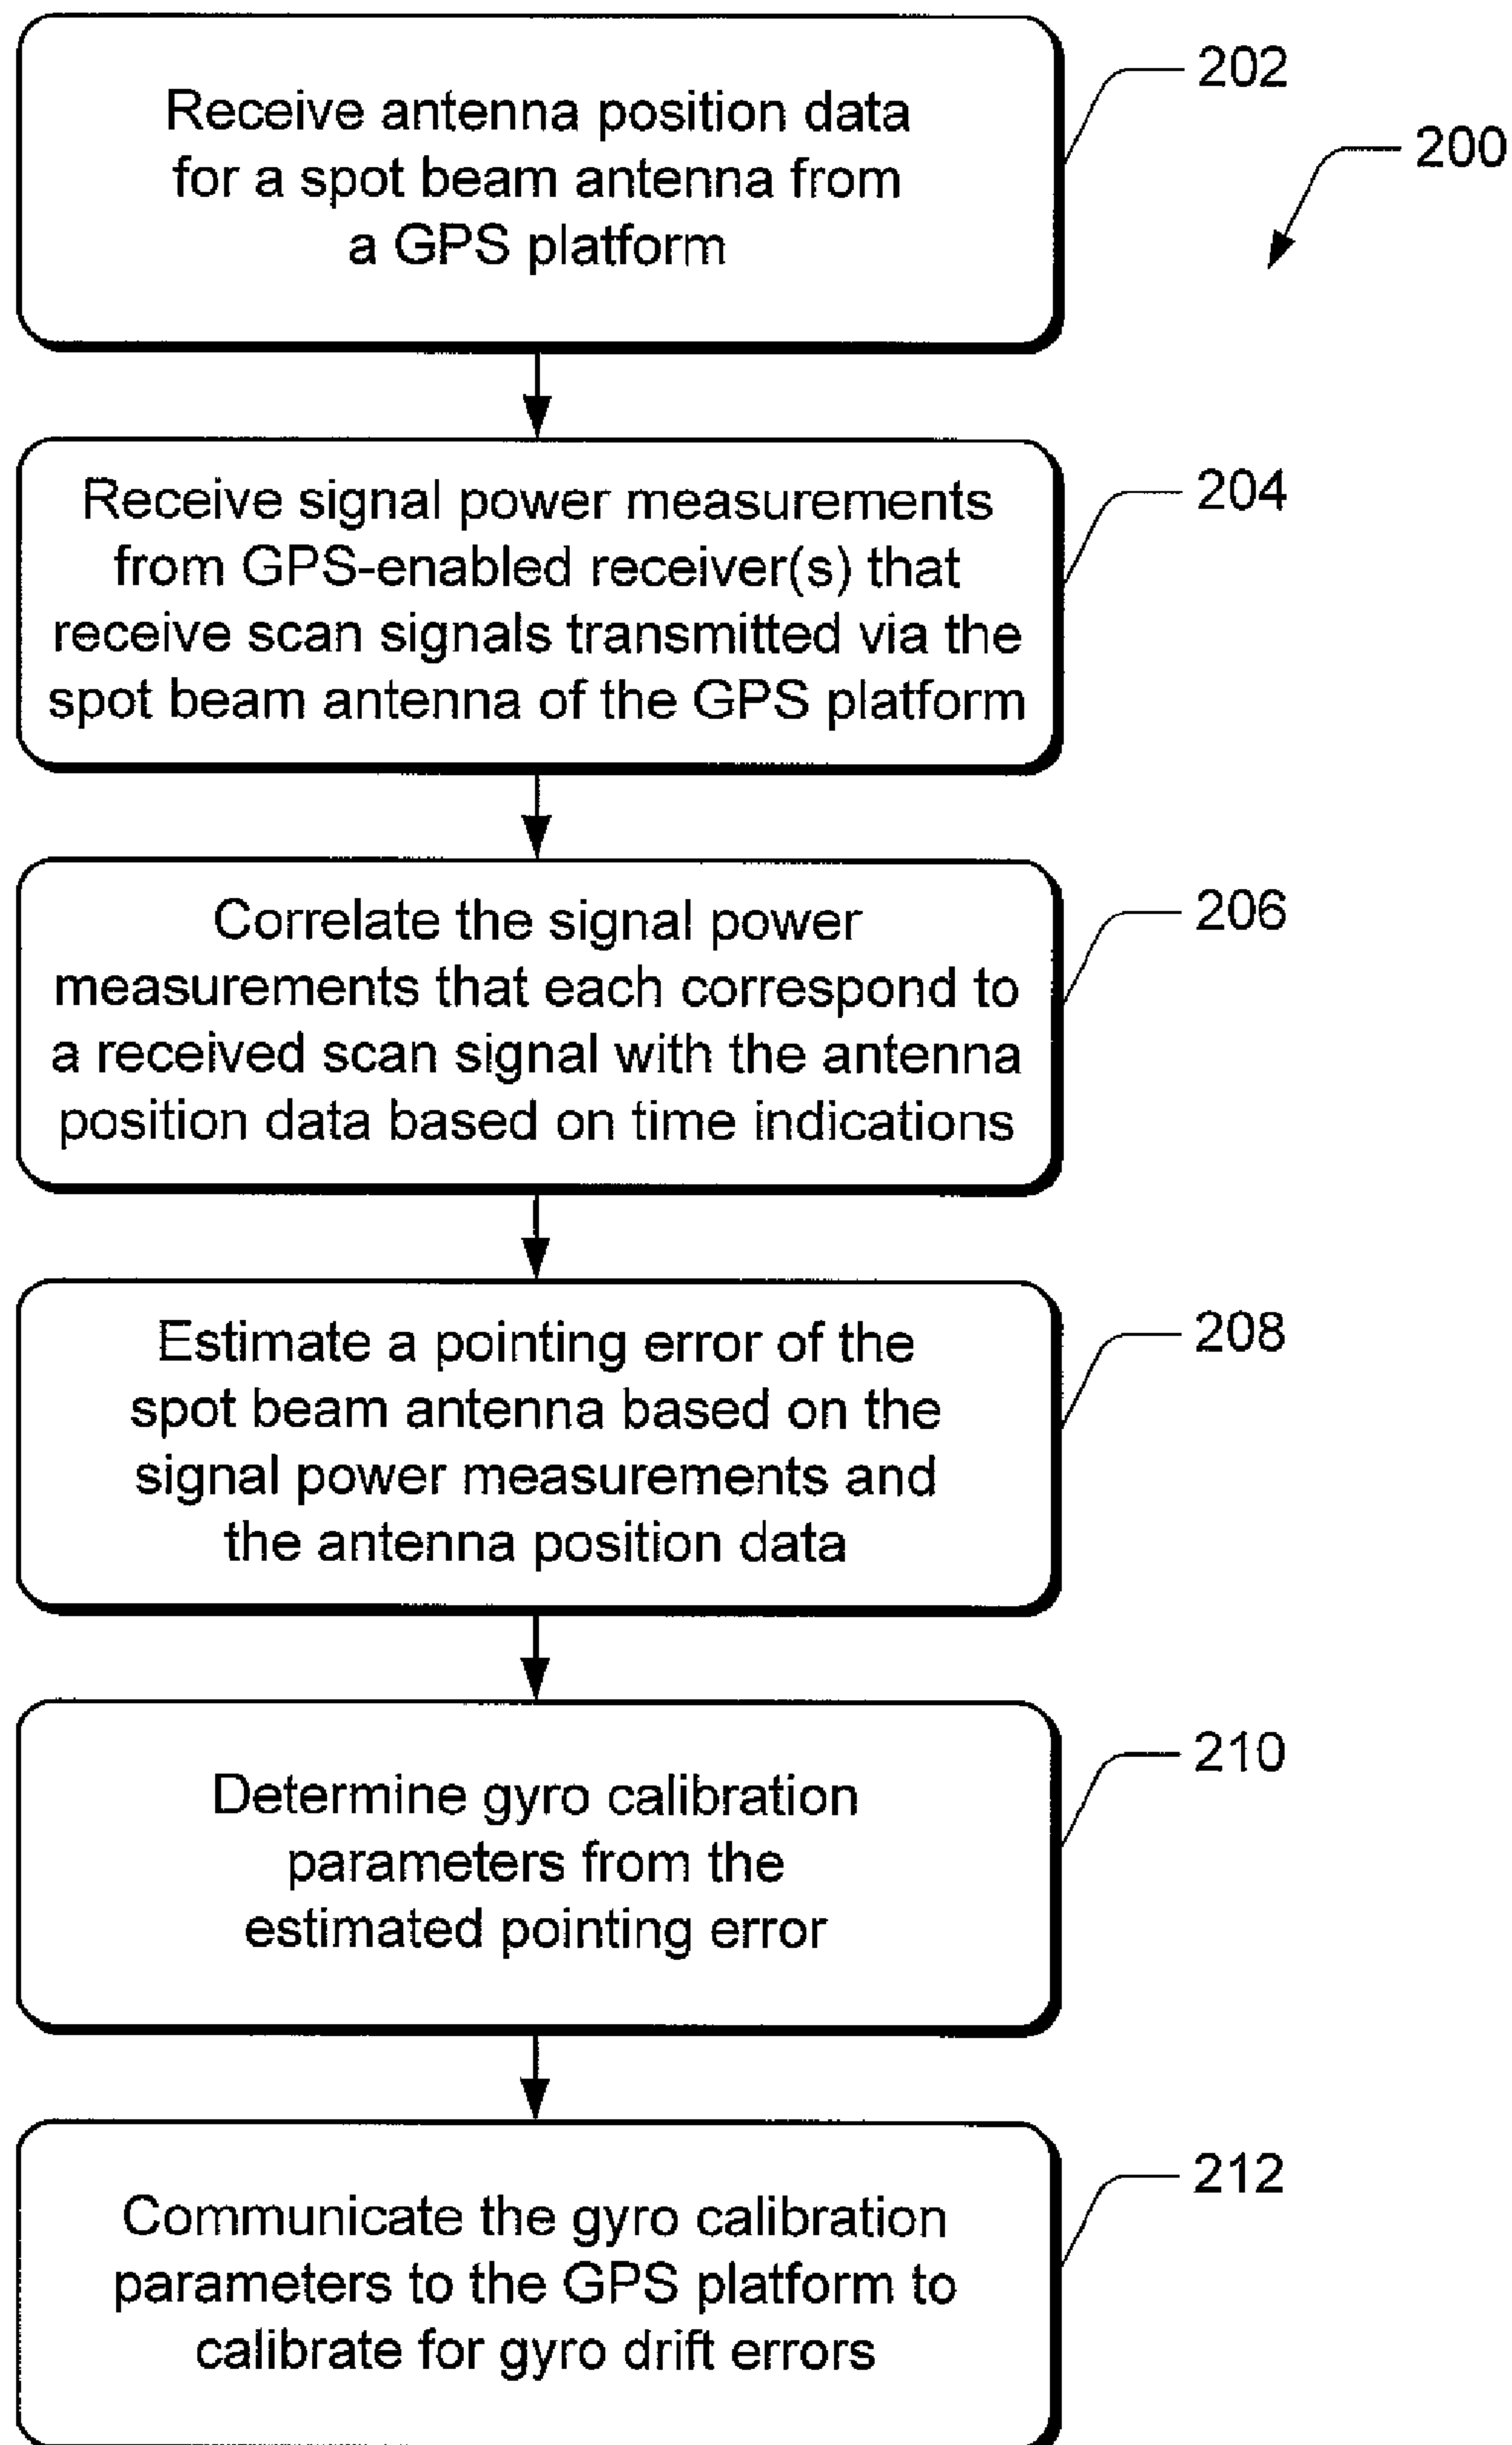 Receive antenna position data
for a spot beam antenna from
a GPS platform
202
200
Receive signal power measurements
from GPS-enabled receiver(s) that
receive scan signals transmitted via the
spot beam antenna of the GPS platform
204
Correlate the signal power
measurements that each correspond to
a received scan signal with the antenna
position data based on time indications
206
Estimate a pointing error of the
spot beam antenna based on the
signal power measurements and
the antenna position data
208
Determine gyro calibration
parameters from the
estimated pointing error
210
Communicate the gyro calibration
parameters to the GPS platform to
calibrate for gyro drift errors
212